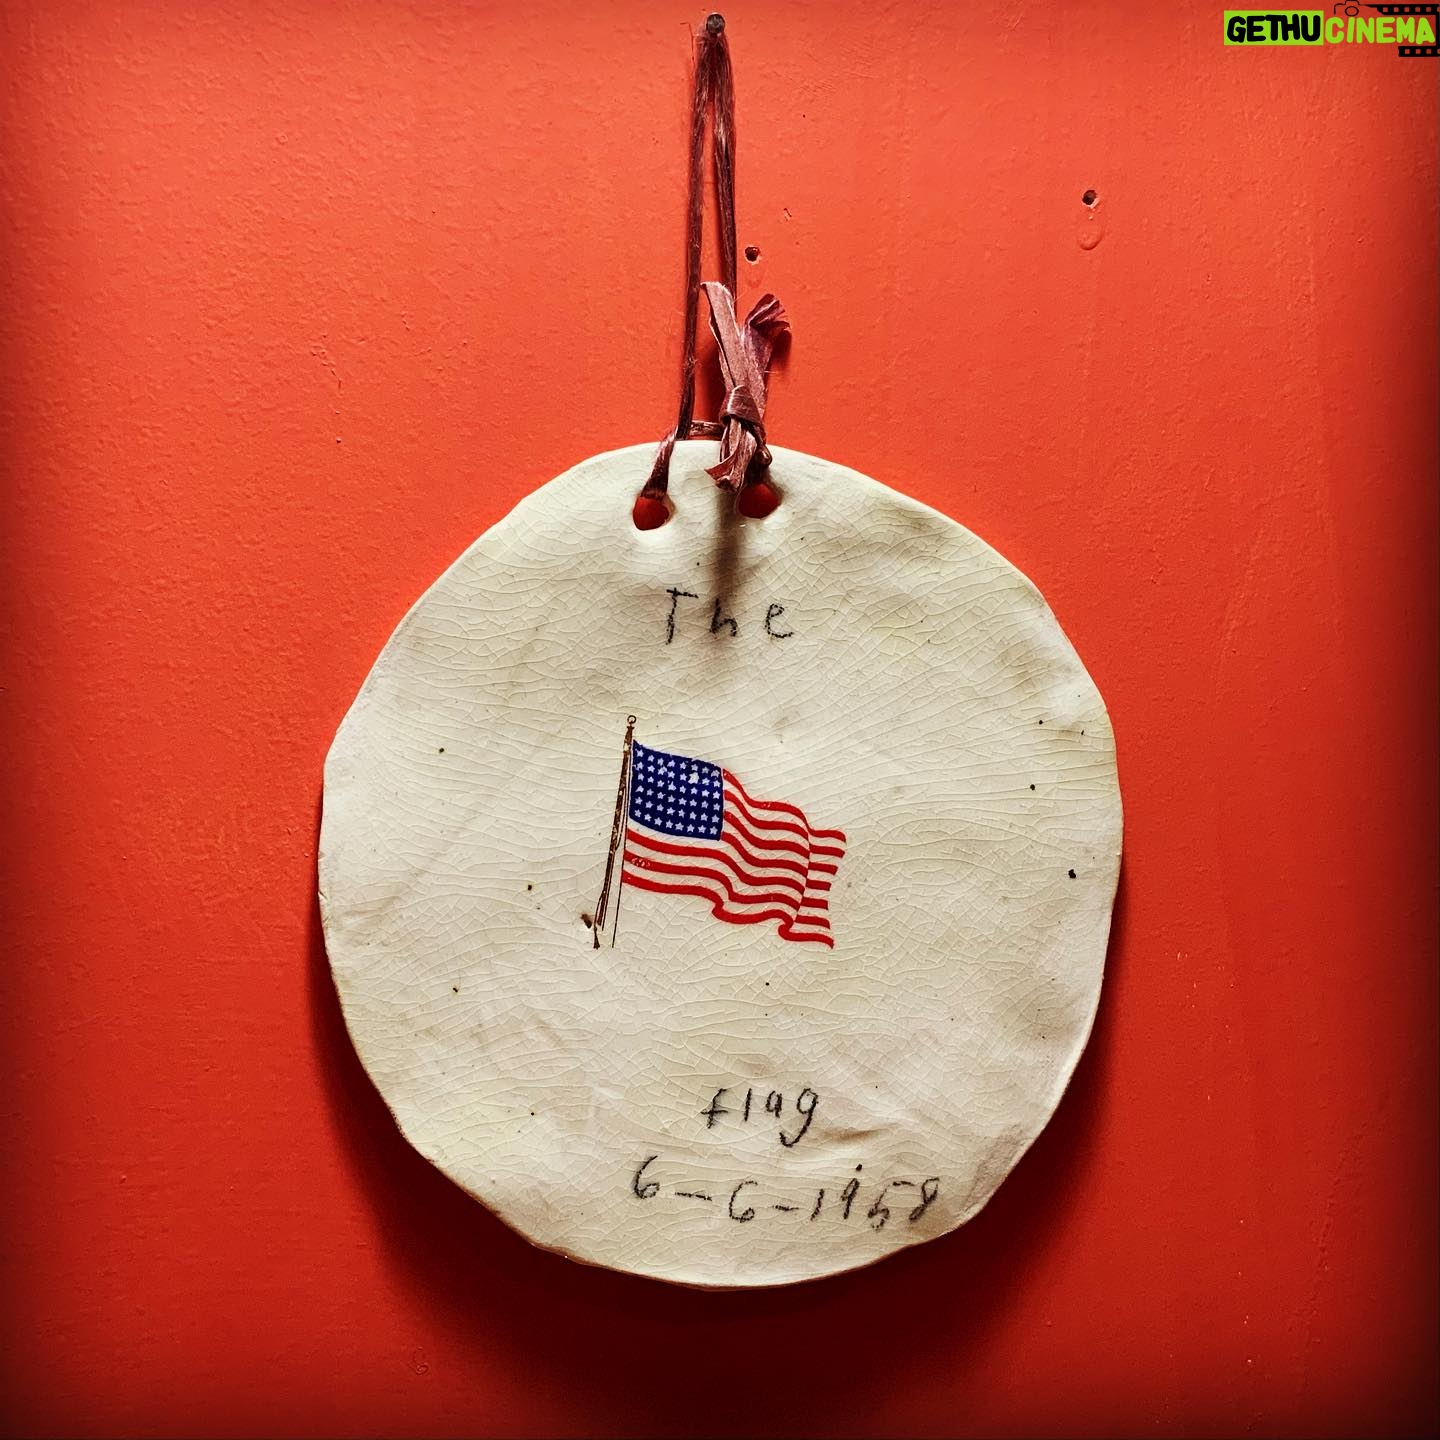 GETHUCINEMA
The
flag
6-6-1958